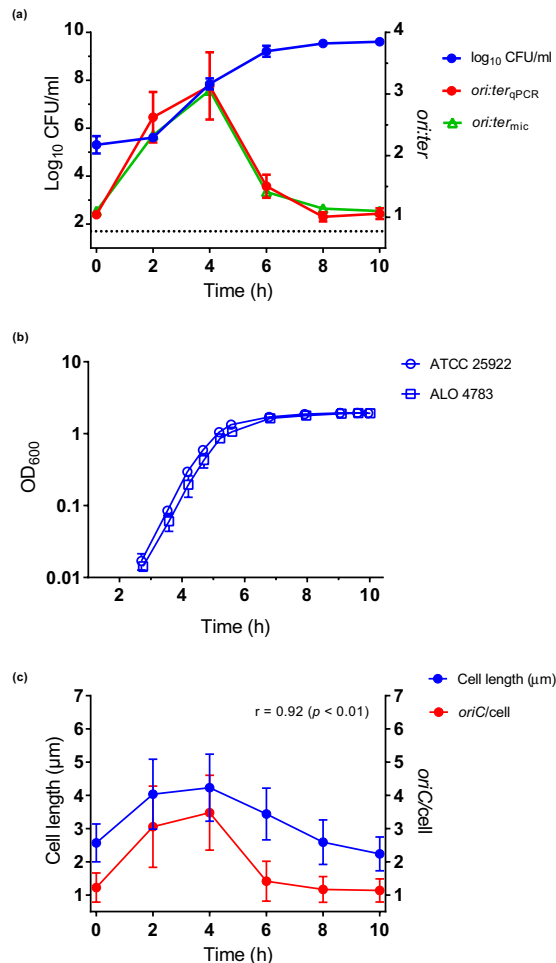 (a)
Log10 CFU/ml
10
8
6
4
2
4
3
2
1
ori:ter
0 2 4 6 8 10
Time (h)
log10 CFU/ml
ori:terqPCR
ori:termic
(b)
OD600
10
1
0.1
0.01
2 4 6 8 10
Time (h)
ATCC 25922
ALO 4783
(c)
Cell length (μm)
7
6
5
4
3
2
1
r = 0.92 (p < 0.01)
7
6
5
4
3
2
1
oriC/cell
0 2 4 6 8 10
Time (h)
Cell length (μm)
oriC/cell